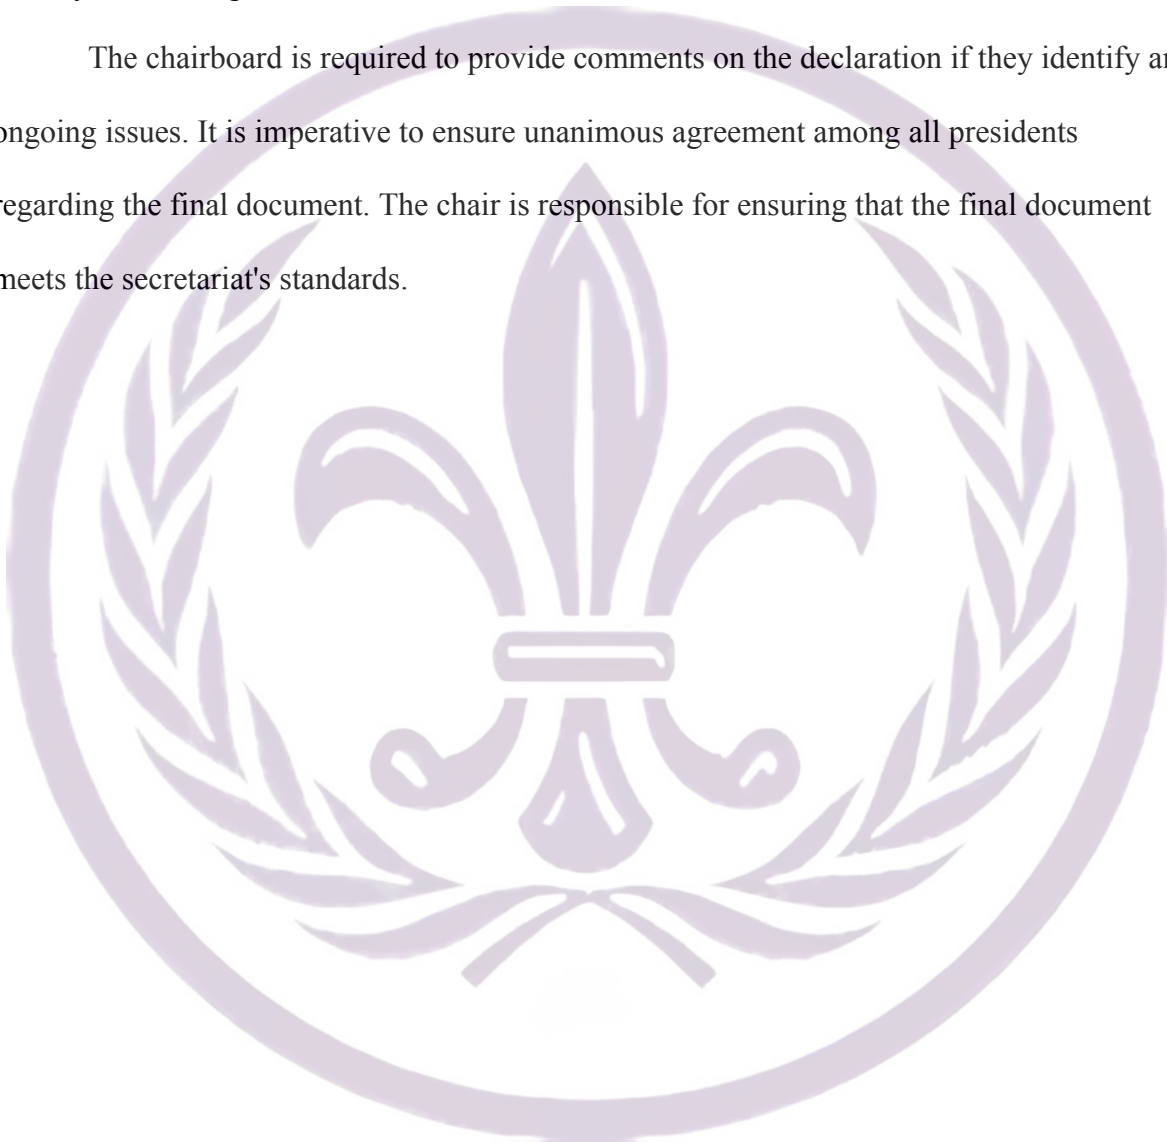 The chairboard is required to provide comments on the declaration if they identify
ongoing issues. It is imperative to ensure unanimous agreement among all presidents
regarding the final document. The chair is responsible for ensuring that the final document
meets the secretariat's standards.